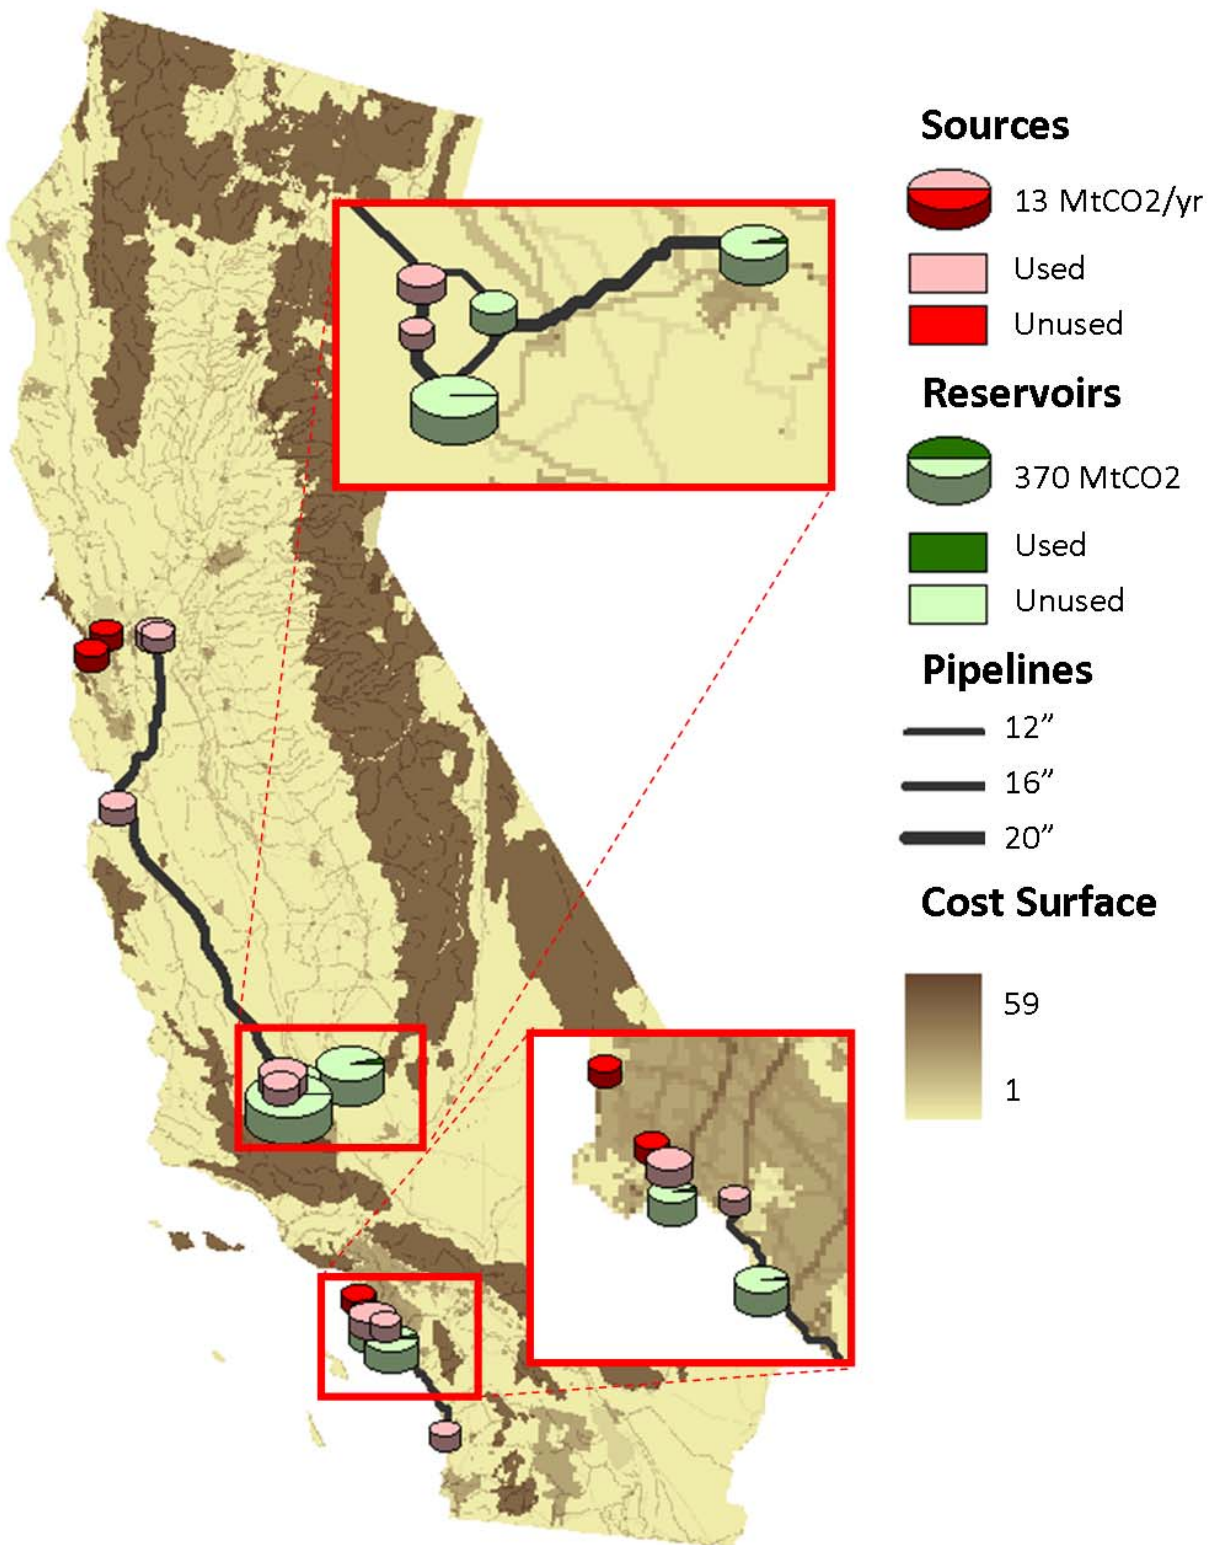 Sources
13 MtCO2/yr
Used
Unused
Reservoirs
370 MtCO2
Used
Unused
Pipelines
12”
16”
20”
Cost Surface
59
1